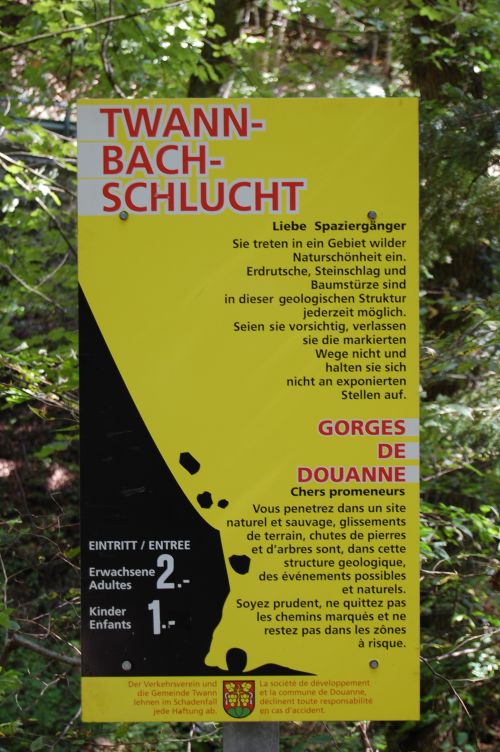 TWANN-
BACH-
SCHLUCHT
Liebe Spaziergänger
Sie treten in ein Gebiet wilder
Naturschönheit ein.
Erdrutsche, Steinschlag und
Baumstürze sind
in dieser geologischen Struktur
jederzeit möglich.
Seien sie vorsichtig, verlassen
sie die markierten
Wege nicht und
halten sie sich
nicht an exponierten
Stellen auf.
GORGES
DE
DOUANNE
Chers promeneurs
Vous penetrez dans un site
naturel et sauvage, glissements
de terrain, chutes de pierres
et d'arbres sont, dans cette
structure geologique,
des événements possibles
et naturels.
Soyez prudent, ne quittez pas
les chemins marqués et ne
restez pas dans les zônes
à risque.
EINTRITT / ENTREE
Erwachsene
Adultes 2.-
Kinder
Enfants 1.-
Der Verkehrsverein und
die Gemeinde Twann
lehnen im Schadenfall
jede Haftung ab.
La société de développement
et la commune de Douanne,
déclinent toute responsabilité
en cas d'accident.